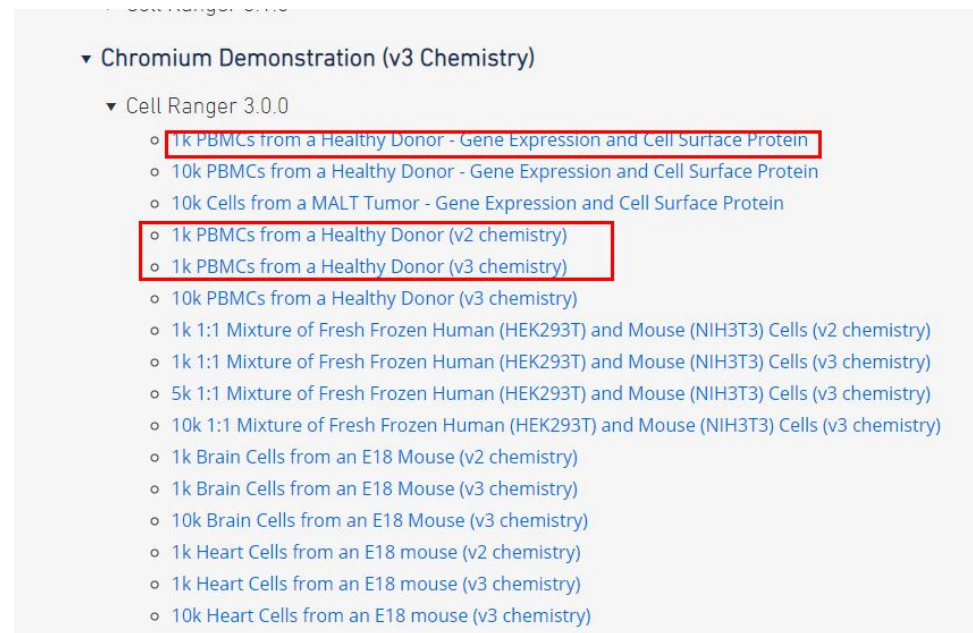 Chromium Demonstration (v3 Chemistry)
Cell Ranger 3.0.0
1k PBMCs from a Healthy Donor - Gene Expression and Cell Surface Protein
10k PBMCs from a Healthy Donor - Gene Expression and Cell Surface Protein
10k Cells from a MALT Tumor - Gene Expression and Cell Surface Protein
1k PBMCs from a Healthy Donor (v2 chemistry)
1k PBMCs from a Healthy Donor (v3 chemistry)
10k PBMCs from a Healthy Donor (v3 chemistry)
1k 1:1 Mixture of Fresh Frozen Human (HEK293T) and Mouse (NIH3T3) Cells (v2 chemistry)
1k 1:1 Mixture of Fresh Frozen Human (HEK293T) and Mouse (NIH3T3) Cells (v3 chemistry)
5k 1:1 Mixture of Fresh Frozen Human (HEK293T) and Mouse (NIH3T3) Cells (v3 chemistry)
10k 1:1 Mixture of Fresh Frozen Human (HEK293T) and Mouse (NIH3T3) Cells (v3 chemistry)
1k Brain Cells from an E18 Mouse (v2 chemistry)
1k Brain Cells from an E18 Mouse (v3 chemistry)
10k Brain Cells from an E18 Mouse (v3 chemistry)
1k Heart Cells from an E18 mouse (v2 chemistry)
1k Heart Cells from an E18 mouse (v3 chemistry)
10k Heart Cells from an E18 mouse (v3 chemistry)